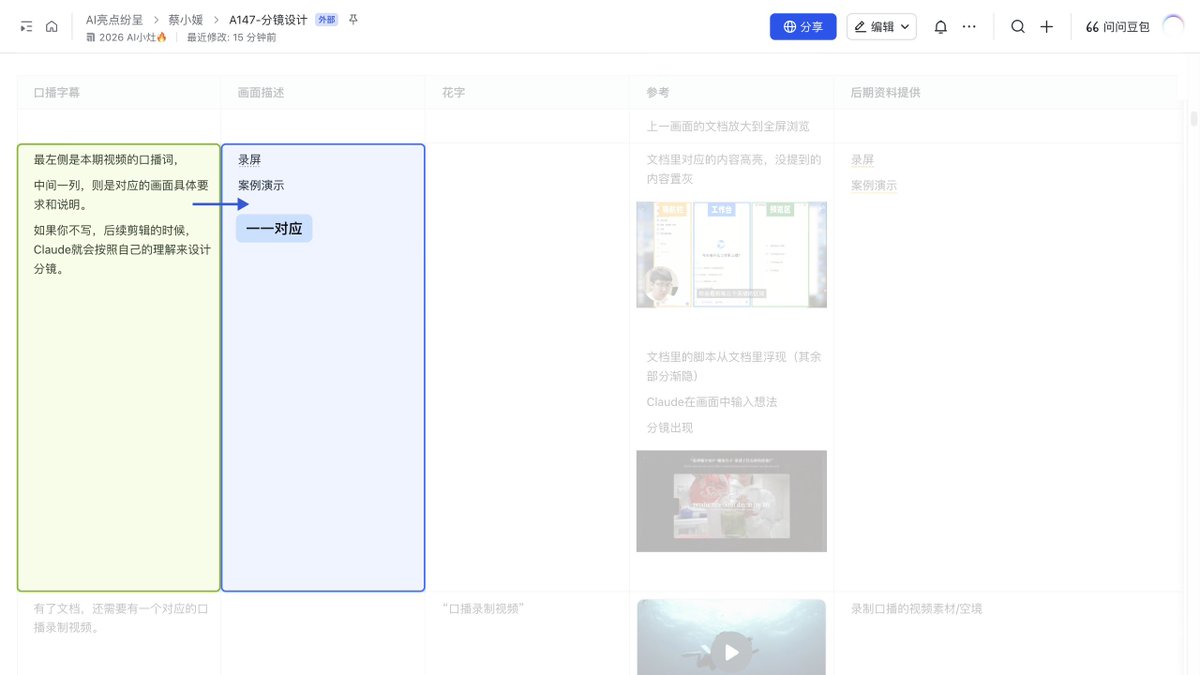 AI亮点纷呈 > 蔡小媛 > A147-分镜设计 外部
2026 AI小灶🔥 | 最近修改: 15 分钟前
分享
编辑
问问豆包
口播字幕
画面描述
花字
参考
后期资料提供
上一画面的文档放大到全屏浏览
最左侧是本期视频的口播词，
中间一列，则是对应的画面具体要
求和说明。
如果你不写，后续剪辑的时候，
Claude就会按照自己的理解来设计
分镜。
录屏
案例演示
一一对应
文档里对应的内容高亮，没提到的
内容置灰
工作台
预览区
文档里的脚本从文档里浮现（其余
部分渐隐）
Claude在画面中输入想法
分镜出现
录屏
案例演示
有了文档，还需要有一个对应的口
播录制视频。
“口播录制视频”
录制口播的视频素材/空境